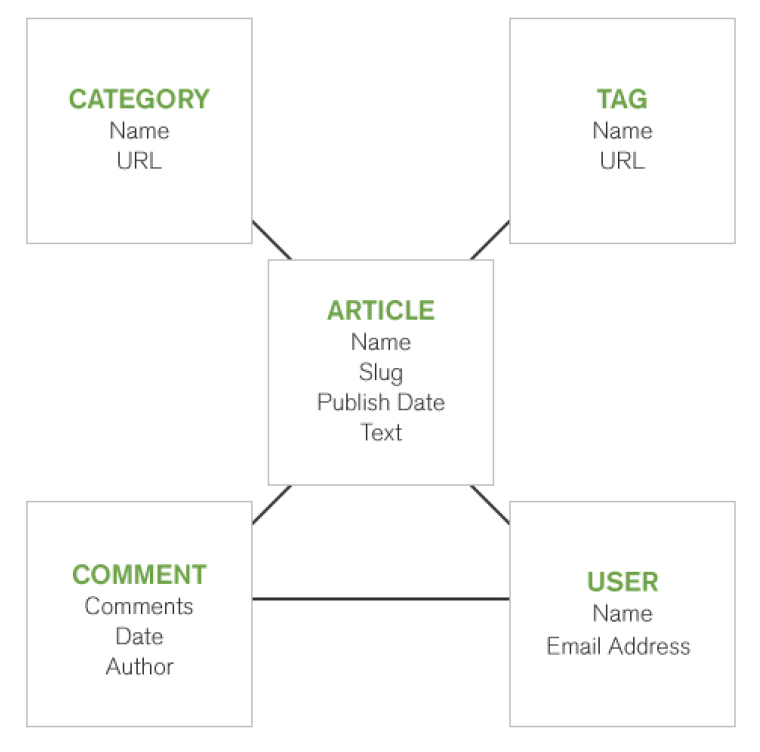 CATEGORY
Name
URL
TAG
Name
URL
ARTICLE
Name
Slug
Publish Date
Text
COMMENT
Comments
Date
Author
USER
Name
Email Address